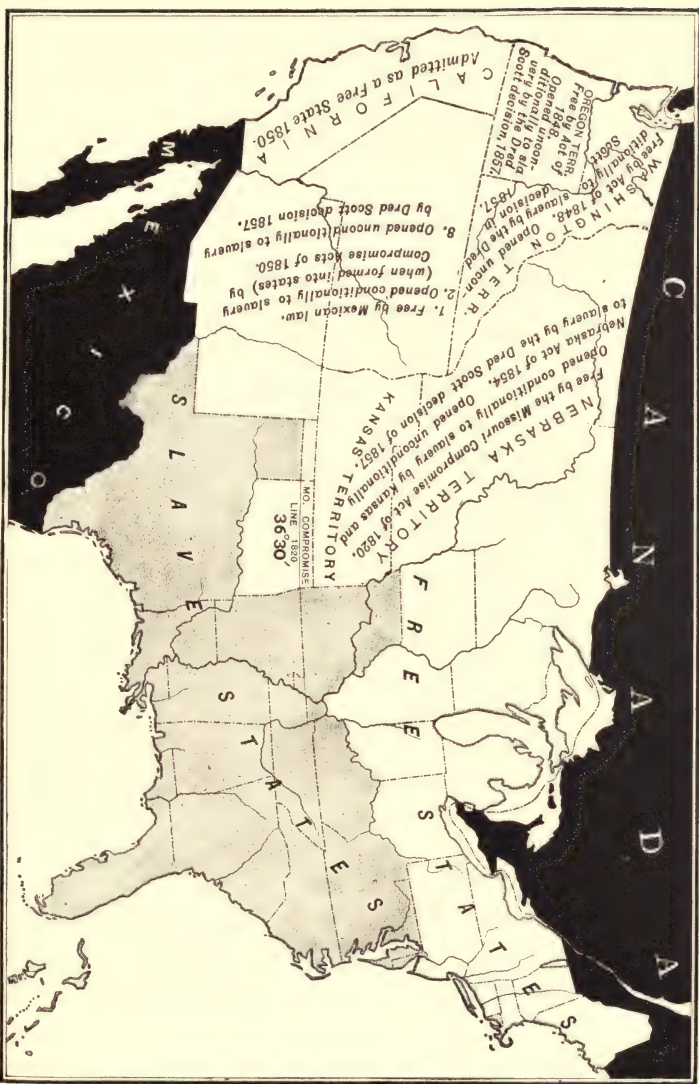 CANADA
WASHINGTON TERR.
Free by Act of 1848.
Opened uncon-
ditionally to slavery by the Dred
Scott decision in 1857.
OREGON TERR.
Free by Act of
1848.
Opened uncon
ditionally to sla
very by the Dred
Scott decision, 1857.
CALIFORNIA
Admitted as a Free State 1850.
1. Free by Mexican law.
2. Opened conditionally to slavery
(when formed into states) by
Compromise Acts of 1850.
8. Opened unconditionally to slavery
by Dred Scott decision 1857.
NEBRASKA TERRITORY
Free by the Missouri Compromise Act of 1820.
Opened conditionally to slavery by Kansas and
Nebraska Act of 1854. Opened unconditionally
to slavery by the Dred Scott decision of 1857.
KANSAS TERRITORY
MO. COMPROMISE
LINE 1820
36°30'
FREE STATES
SLAVE STATES
MEXICO